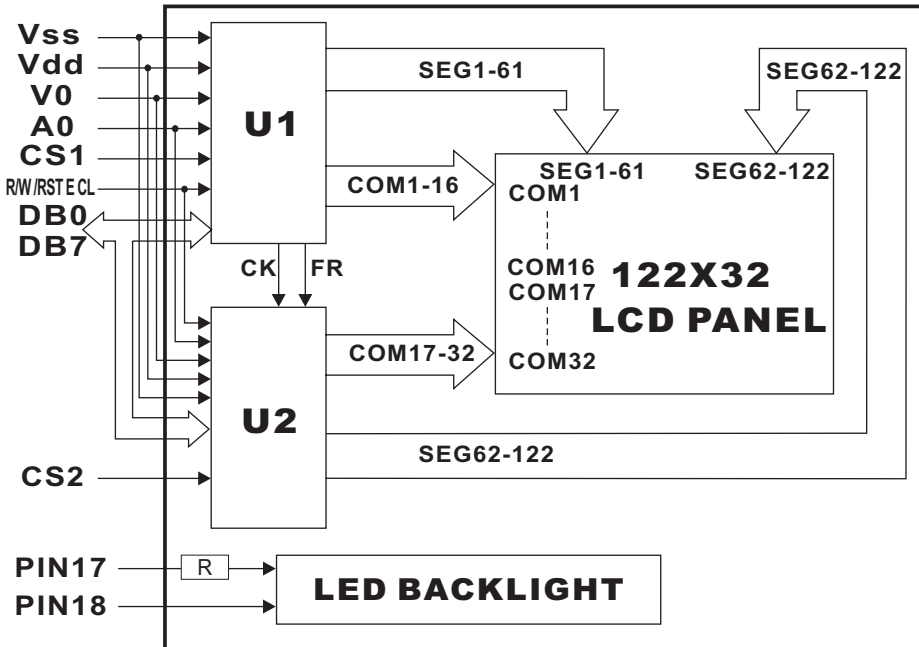 Vss
Vdd
V0
A0
CS1
R/W/RST E CL
DB0
DB7
CS2
PIN17
PIN18
U1
CK
FR
U2
R
SEG1-61
COM1-16
COM17-32
SEG62-122
SEG62-122
SEG1-61
SEG62-122
COM1
COM16
COM17
COM32
122X32
LCD PANEL
LED BACKLIGHT